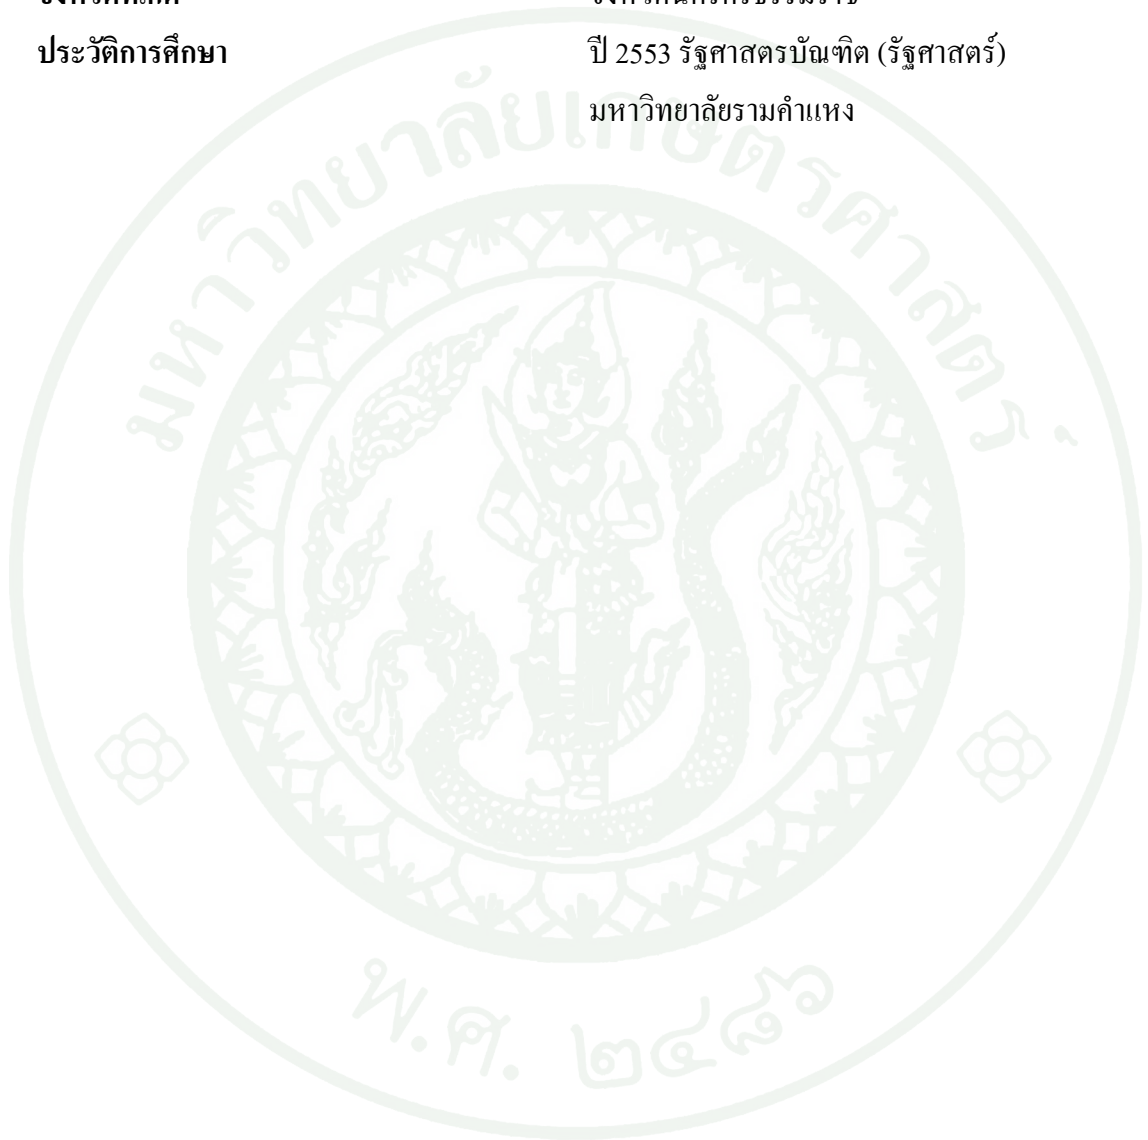 ประวัติการศึกษา ปี 2553 รัฐศาสตรบัณฑิต (รัฐศาสตร์)
มหาวิทยาลัยรามคำแหง
มหาวิทยาลัยเกษตรศาสตร์
พ.ศ. ๒๔๘๖